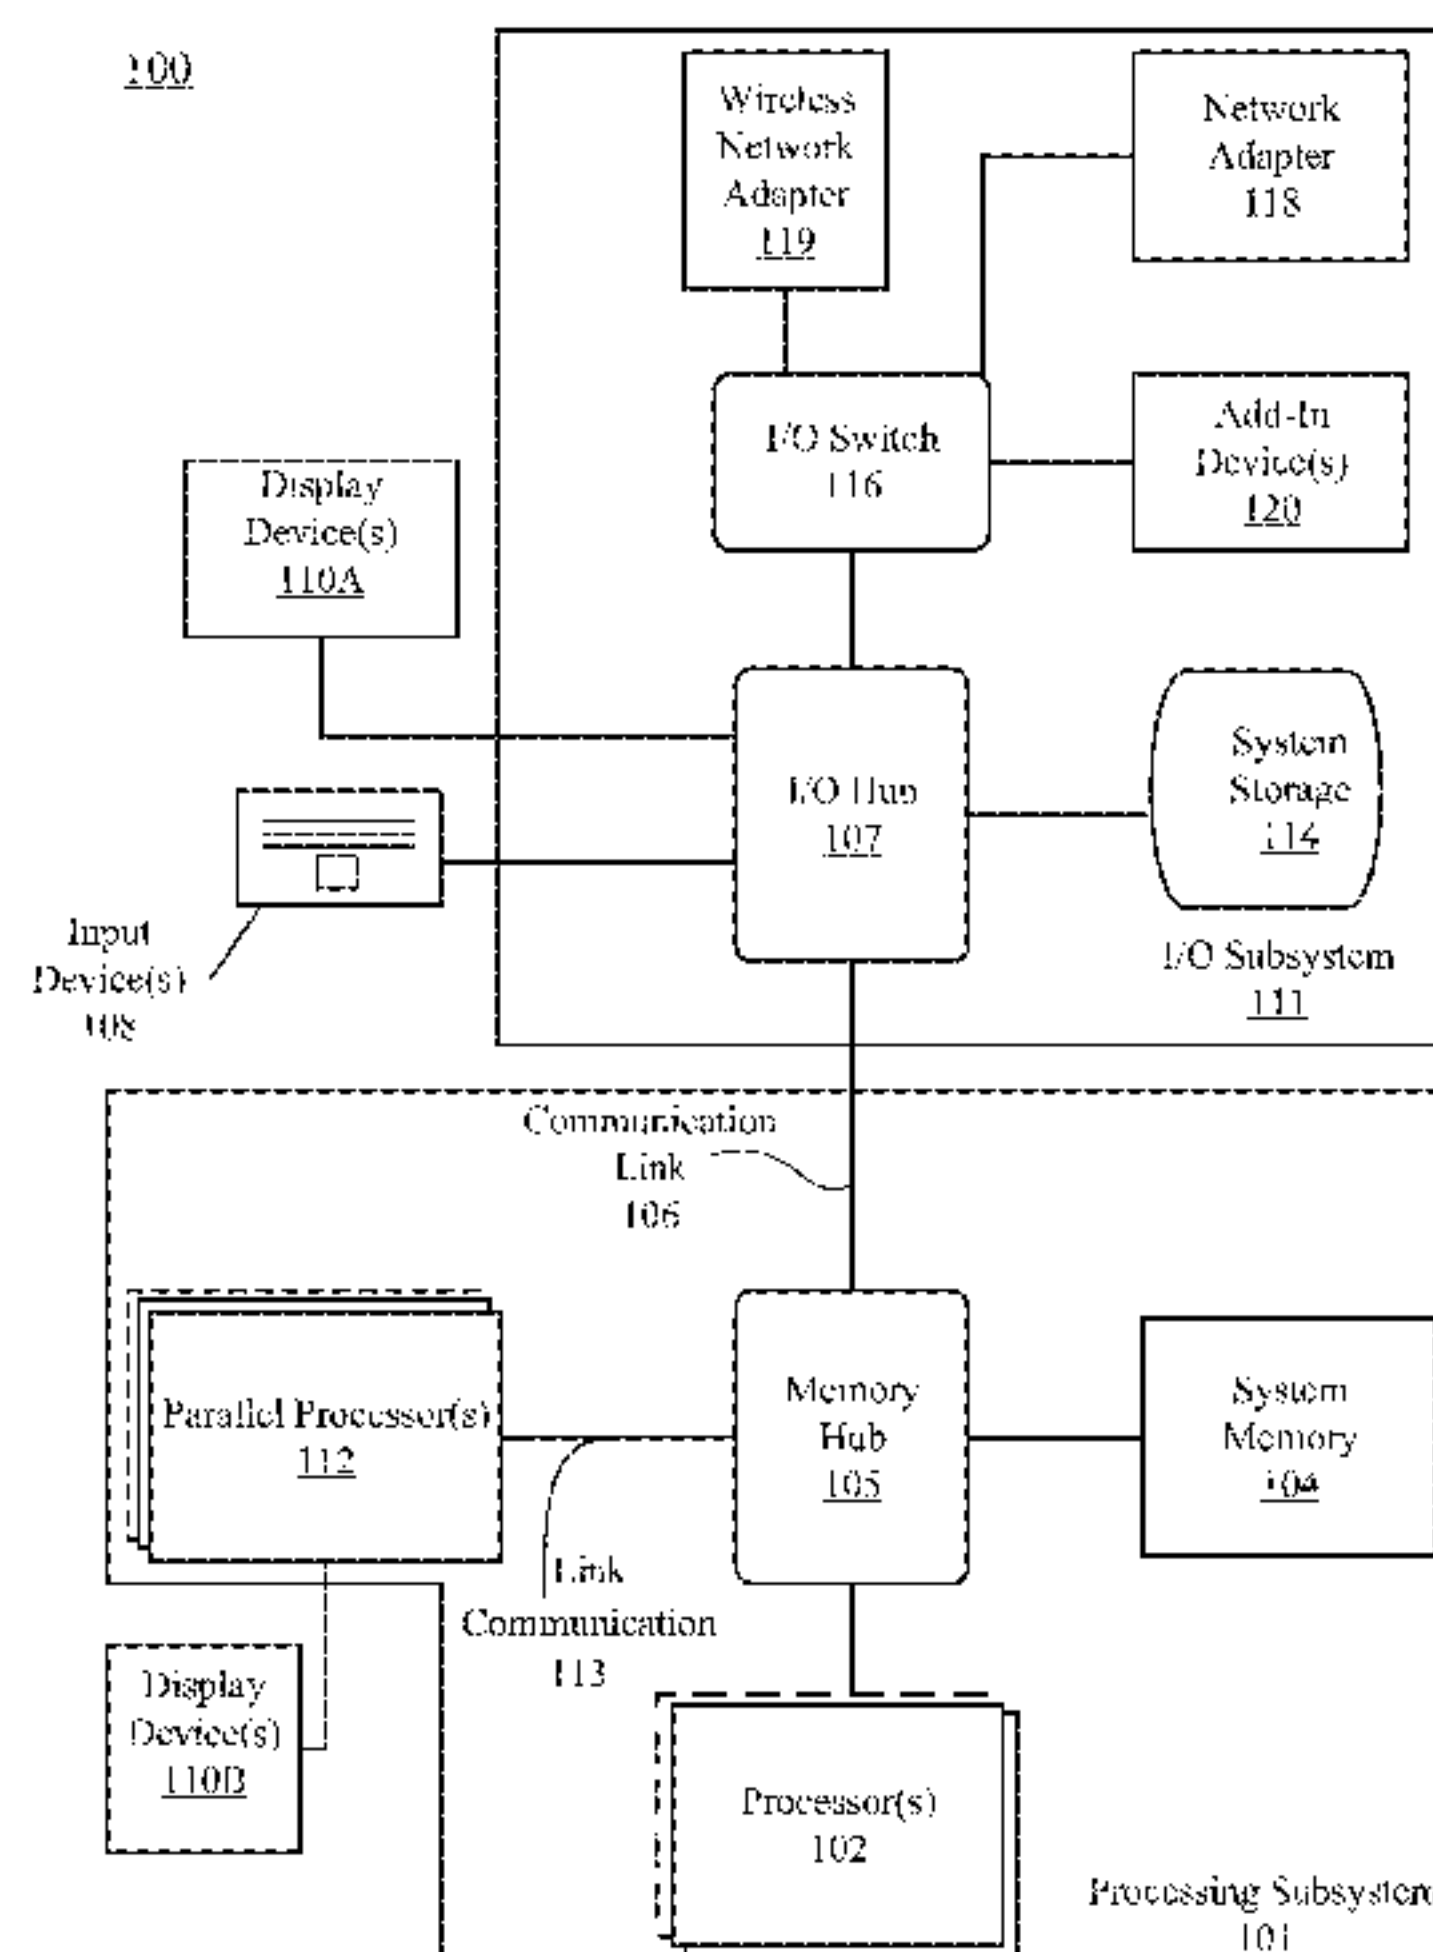 100
Wireless
Network
Adapter
119
Network
Adapter
118
I/O Switch
116
Add-In
Device(s)
120
Display
Device(s)
110A
I/O Hub
107
System
Storage
114
Input
Device(s)
108
I/O Subsystem
111
Communication
Link
106
Parallel Processor(s)
112
Memory
Hub
105
System
Memory
104
Link
Communication
113
Display
Device(s)
110B
Processor(s)
102
Processing Subsystem
101